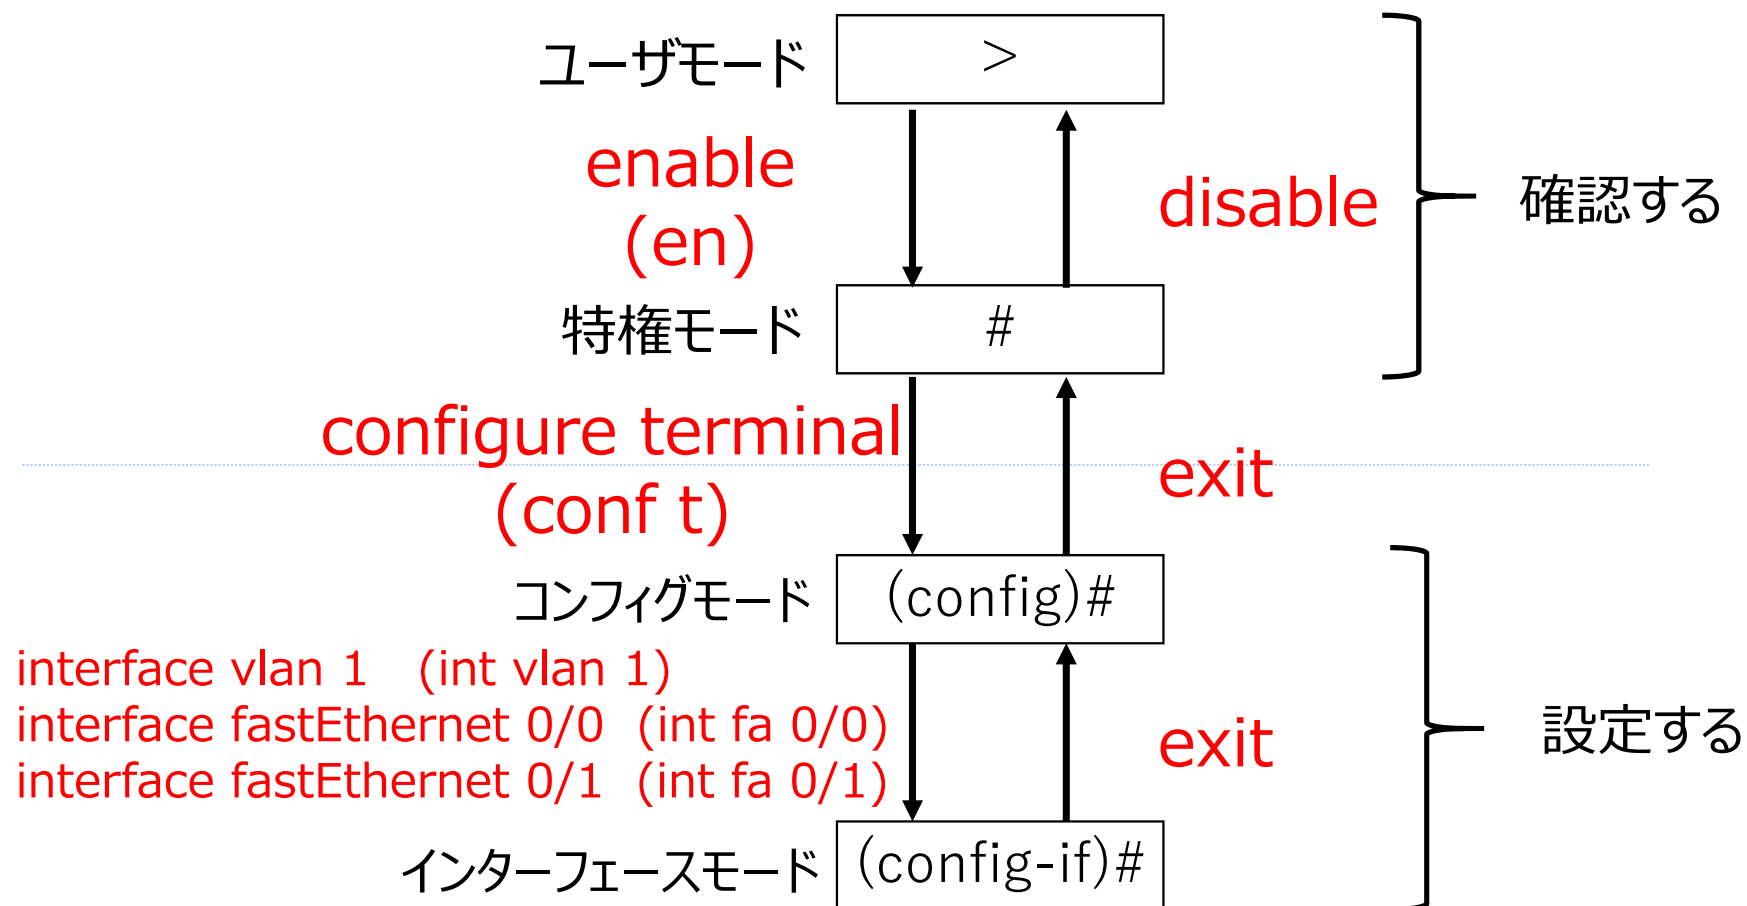 ユーザモード
>
enable
(en)
disable
確認する
特権モード
#
configure terminal
(conf t)
exit
コンフィグモード
(config)#
interface vlan 1 (int vlan 1)
interface fastEthernet 0/0 (int fa 0/0)
interface fastEthernet 0/1 (int fa 0/1)
exit
設定する
インターフェースモード
(config-if)#